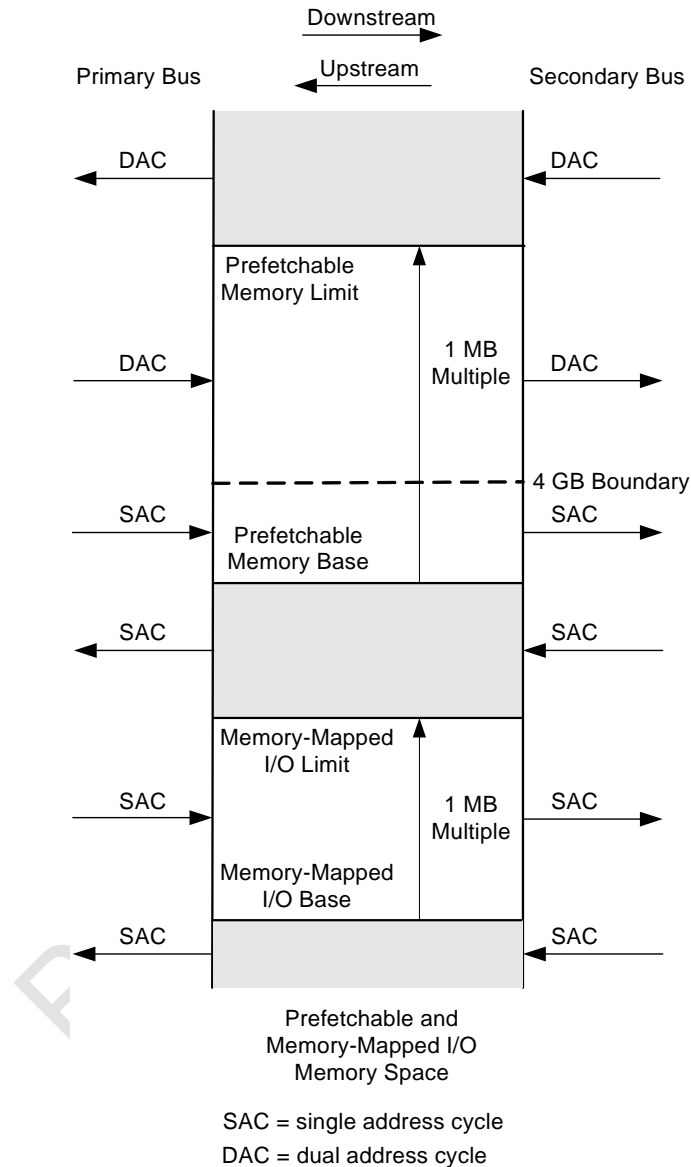 Downstream
Primary Bus
Upstream
Secondary Bus
DAC
DAC
Prefetchable
Memory Limit
DAC
1 MB
Multiple
DAC
4 GB Boundary
SAC
Prefetchable
Memory Base
SAC
SAC
SAC
Memory-Mapped
I/O Limit
SAC
1 MB
Multiple
SAC
Memory-Mapped
I/O Base
SAC
SAC
Prefetchable and
Memory-Mapped I/O
Memory Space
SAC = single address cycle
DAC = dual address cycle